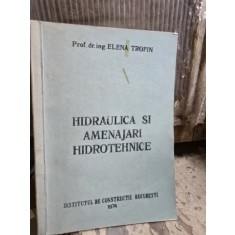 Prof. dr. ing. ELENA TROFIN
HIDRAULICA SI
AMENAJARI
HIDROTEHNICE
INSTITUTUL DE CONSTRUCTII BUCURESTI
1974